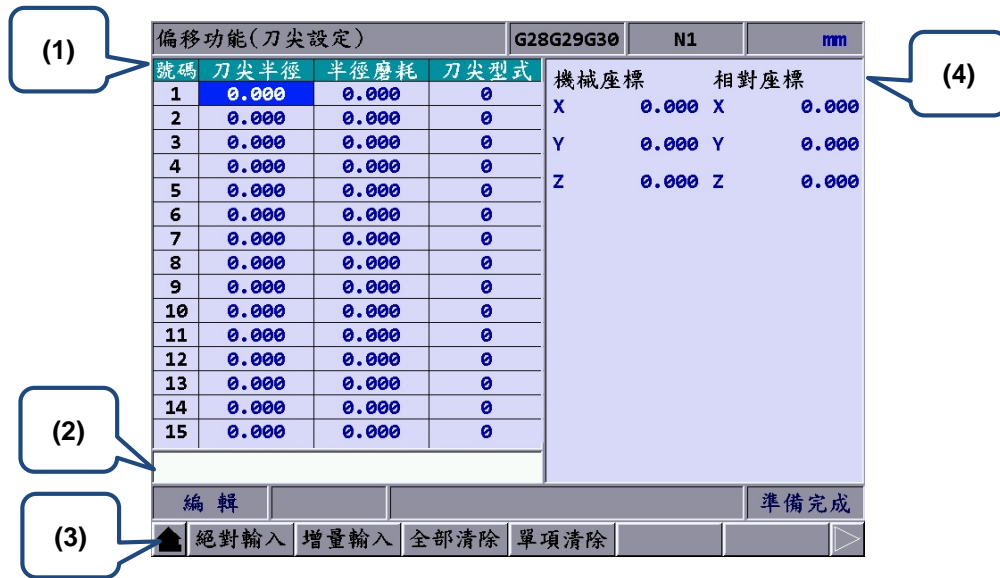 偏移功能(刀尖設定) G28G29G30 N1 mm
(1)
(4)
號碼 刀尖半徑 半徑磨耗 刀尖型式
機械座標 相對座標
1 0.000 0.000 0
X 0.000 X 0.000
2 0.000 0.000 0
3 0.000 0.000 0
Y 0.000 Y 0.000
4 0.000 0.000 0
Z 0.000 Z 0.000
5 0.000 0.000 0
6 0.000 0.000 0
7 0.000 0.000 0
8 0.000 0.000 0
9 0.000 0.000 0
10 0.000 0.000 0
11 0.000 0.000 0
12 0.000 0.000 0
13 0.000 0.000 0
14 0.000 0.000 0
15 0.000 0.000 0
(2)
編輯 準備完成
(3)
絕對輸入 增量輸入 全部清除 單項清除